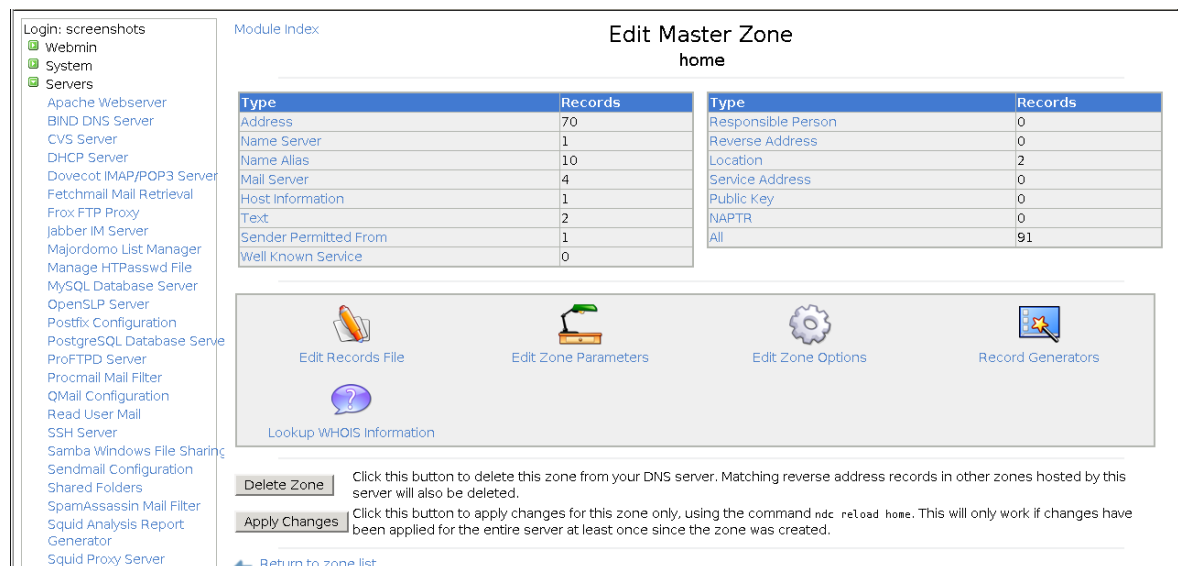 Login: screenshots
Webmin
System
Servers
Apache Webserver
BIND DNS Server
CVS Server
DHCP Server
Dovecot IMAP/POP3 Server
Fetchmail Mail Retrieval
Frox FTP Proxy
Jabber IM Server
Majordomo List Manager
Manage HTPasswd File
MySQL Database Server
OpenSLP Server
Postfix Configuration
PostgreSQL Database Serve
ProFTPD Server
Procmail Mail Filter
QMail Configuration
Read User Mail
SSH Server
Samba Windows File Sharing
Sendmail Configuration
Shared Folders
SpamAssassin Mail Filter
Squid Analysis Report
Generator
Squid Proxy Server
Module Index
Edit Master Zone
home
Type Records
Address 70
Name Server 1
Name Alias 10
Mail Server 4
Host Information 1
Text 2
Sender Permitted From 1
Well Known Service 0
Type Records
Responsible Person 0
Reverse Address 0
Location 2
Service Address 0
Public Key 0
NAPTR 0
All 91
Edit Records File
Edit Zone Parameters
Edit Zone Options
Record Generators
Lookup WHOIS Information
Delete Zone
Click this button to delete this zone from your DNS server. Matching reverse address records in other zones hosted by this
server will also be deleted.
Apply Changes
Click this button to apply changes for this zone only, using the command ndc reload home. This will only work if changes have
been applied for the entire server at least once since the zone was created.
Return to zone list